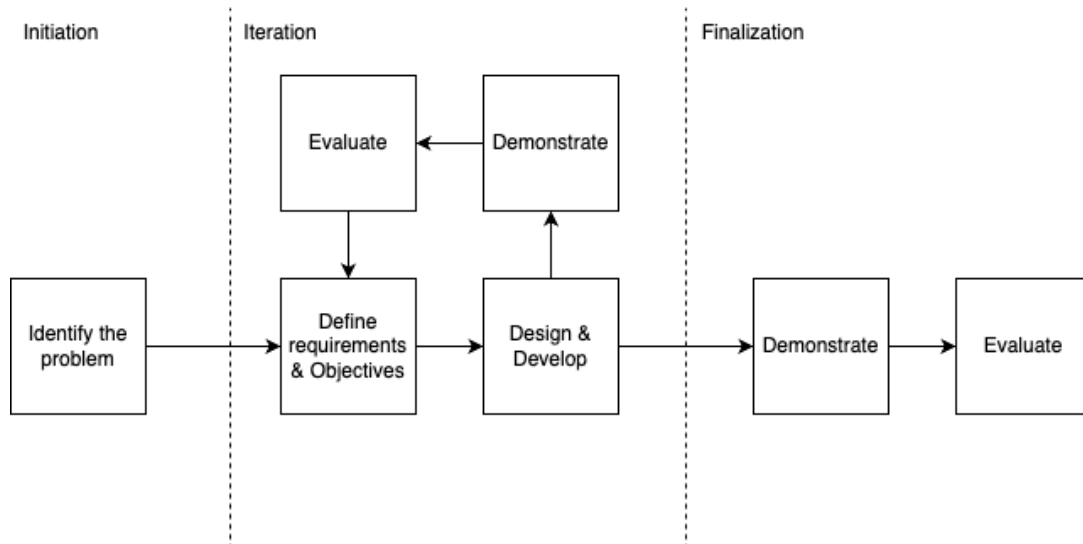 Initiation
Iteration
Finalization
Evaluate
Demonstrate
Identify the
problem
Define
requirements
& Objectives
Design &
Develop
Demonstrate
Evaluate